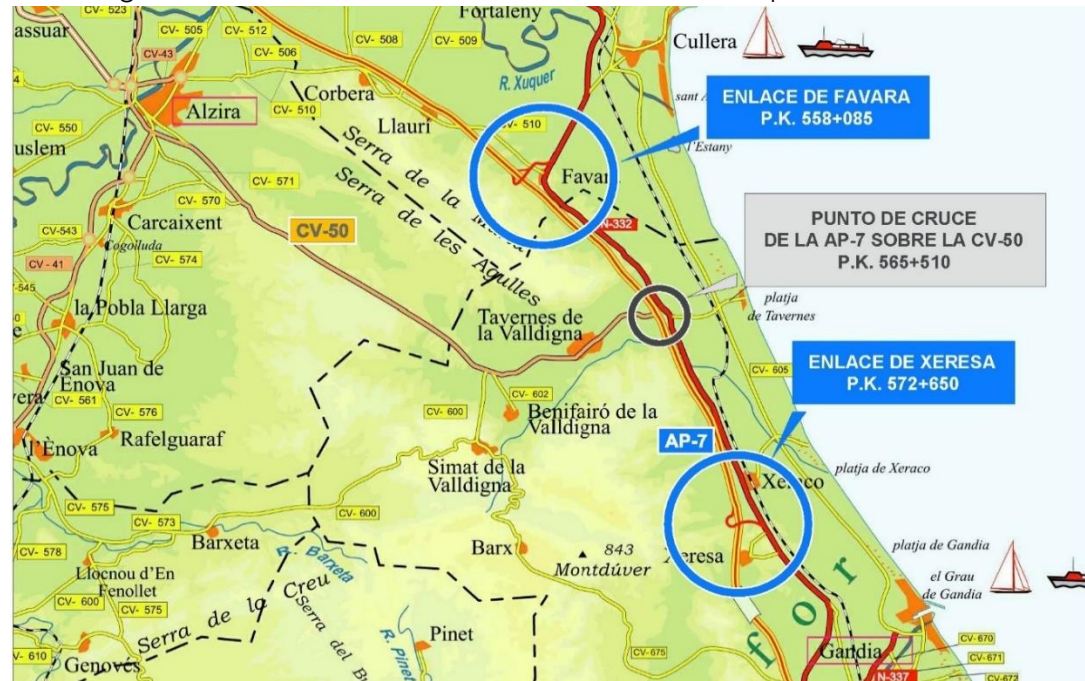 assuar
CV- 523
CV- 505
CV- 512
CV-43
CV- 506
CV- 508
CV- 509
Fortaleny
Cullera
R. Xuquer
Alzira
Corbera
CV- 510
Llaurí
CV- 510
CV- 550
uslem
CV- 571
ENLACE DE FAVARA
P.K. 558+085
l'Estany
Serra de la
Serra de les Agulles
N-332
CV- 570
Carcaixent
CV-543
Cogolluda
CV-50
CV - 41
CV- 574
-545
PUNTO DE CRUCE
DE LA AP-7 SOBRE LA CV-50
P.K. 565+510
la Pobla Llarga
Tavernes de
la Valldigna
platja
de Tavernes
San Juan de
Énova
CV- 561
CV- 576
Rafelguaraf
l'Ènova
CV- 600
CV- 602
Benifairó de la
Valldigna
CV- 605
ENLACE DE XERESA
P.K. 572+650
Simat de la
Valldigna
AP-7
platja de Xeraco
CV- 575
CV- 573
CV- 600
CV- 578
Barxeta
R. Barxeta
Barx
843
Montdúver
platja de Gandia
el Grau
de Gandia
Llocnou d'En
Fenollet
CV- 600
CV- 575
Serra de la Creu
Serra del
R. Pinet
Pinet
V- 610
Genovés
CV-675
f o r
Gandia
N-337
CV-670
CV-671
CV-672